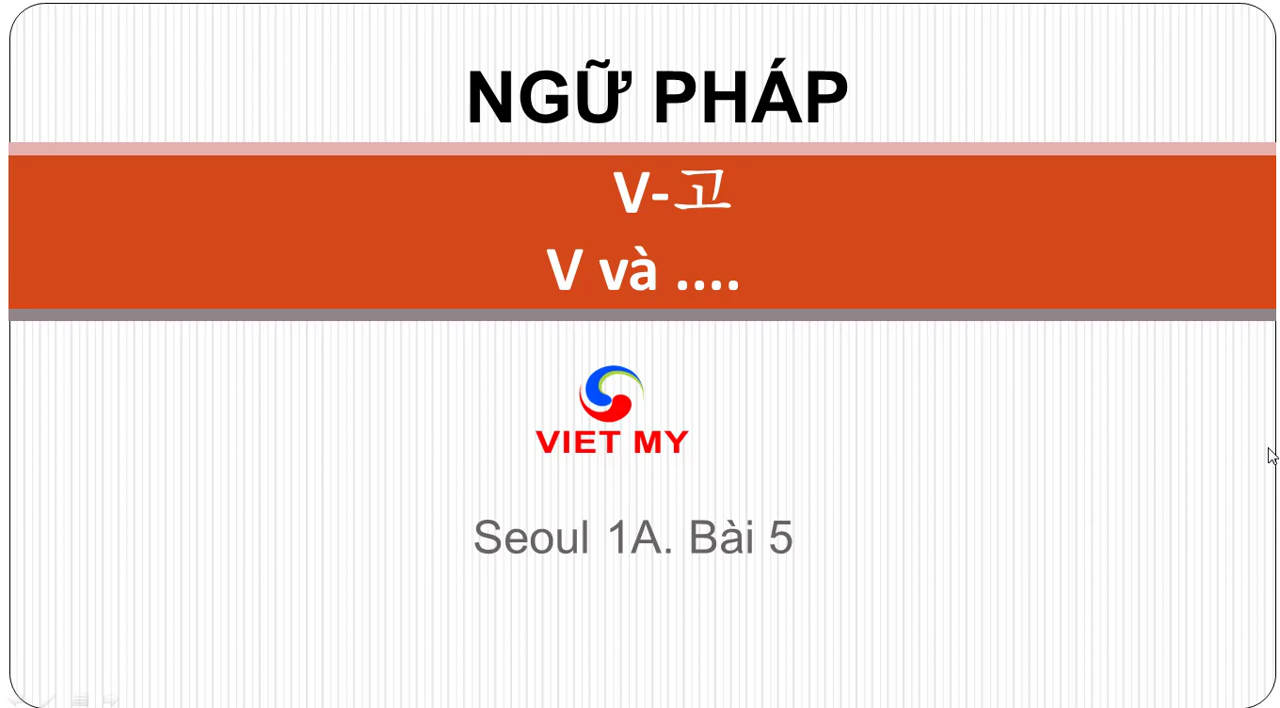 NGỮ PHÁP
V-고
V và ....
VIET MY
Seoul 1A. Bài 5